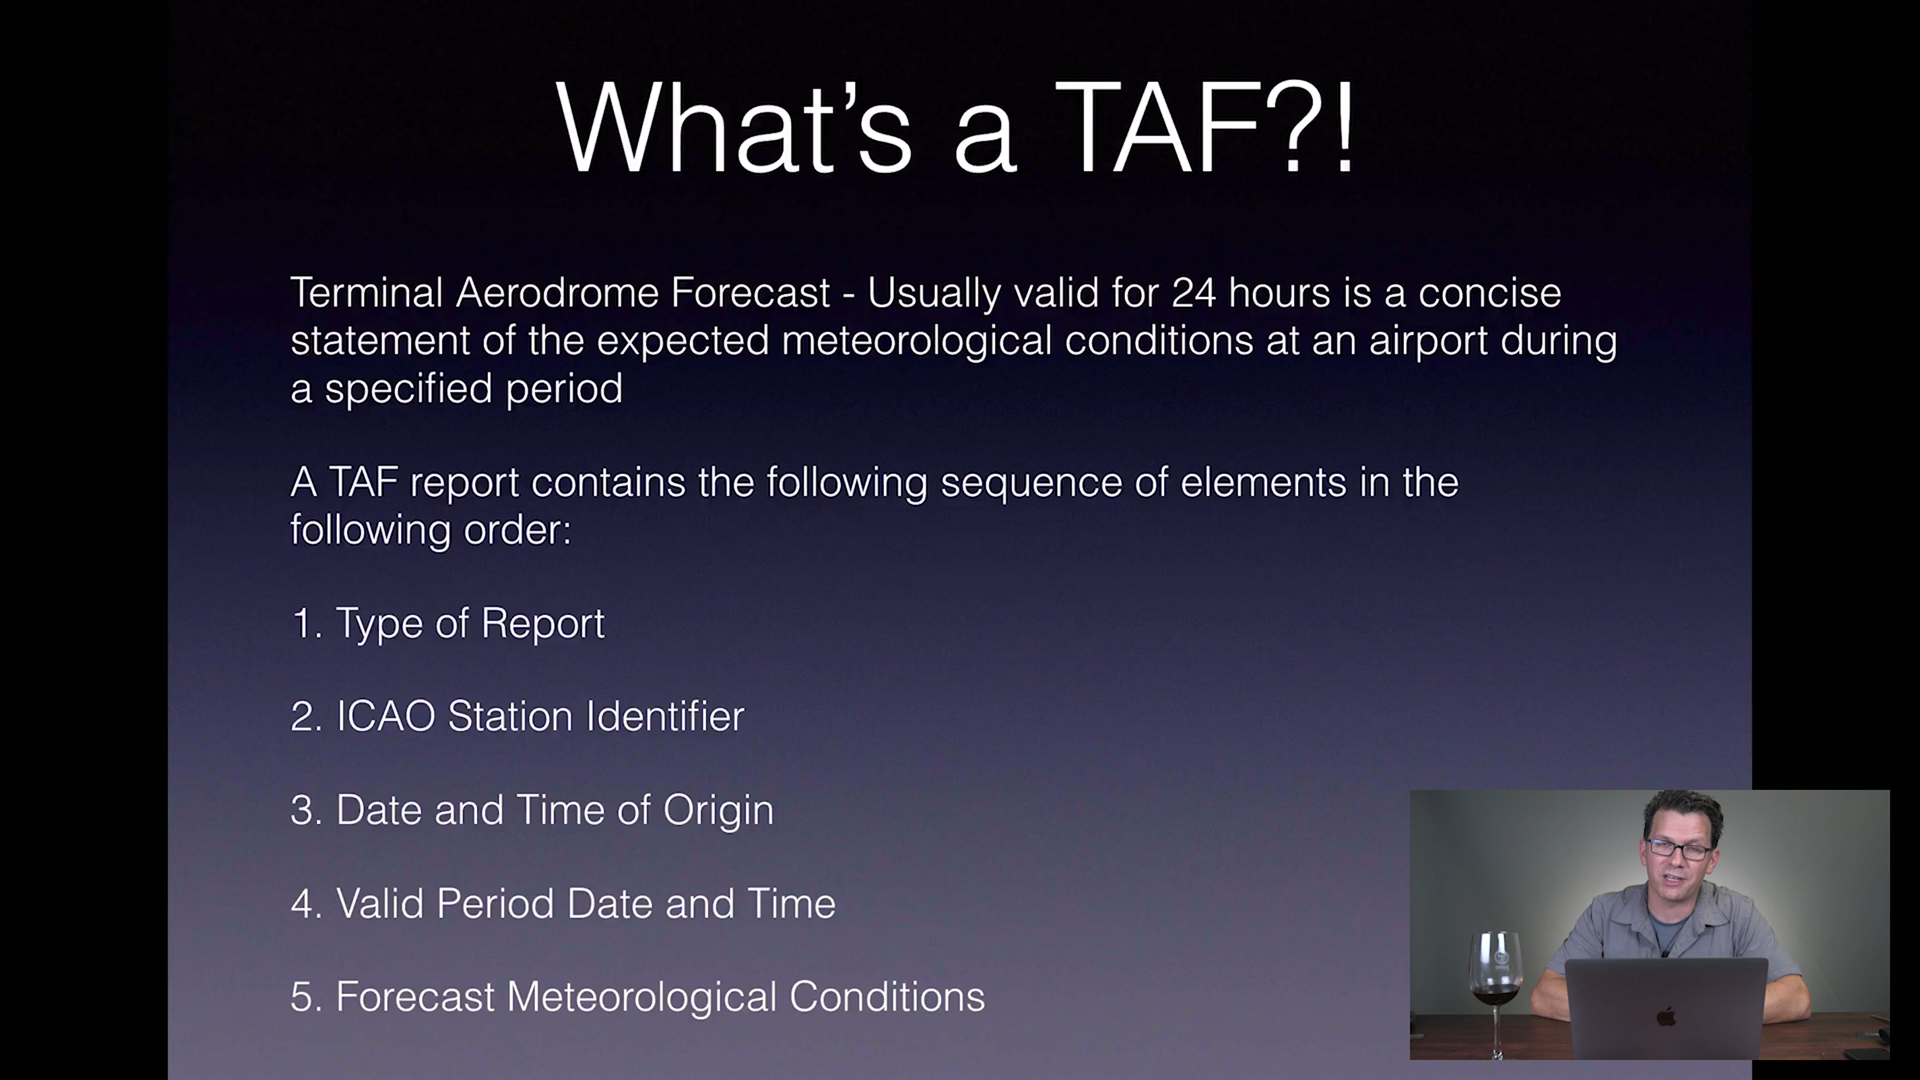 What’s a TAF?!
Terminal Aerodrome Forecast - Usually valid for 24 hours is a concise
statement of the expected meteorological conditions at an airport during
a specified period
A TAF report contains the following sequence of elements in the
following order:
1. Type of Report
2. ICAO Station Identifier
3. Date and Time of Origin
4. Valid Period Date and Time
5. Forecast Meteorological Conditions